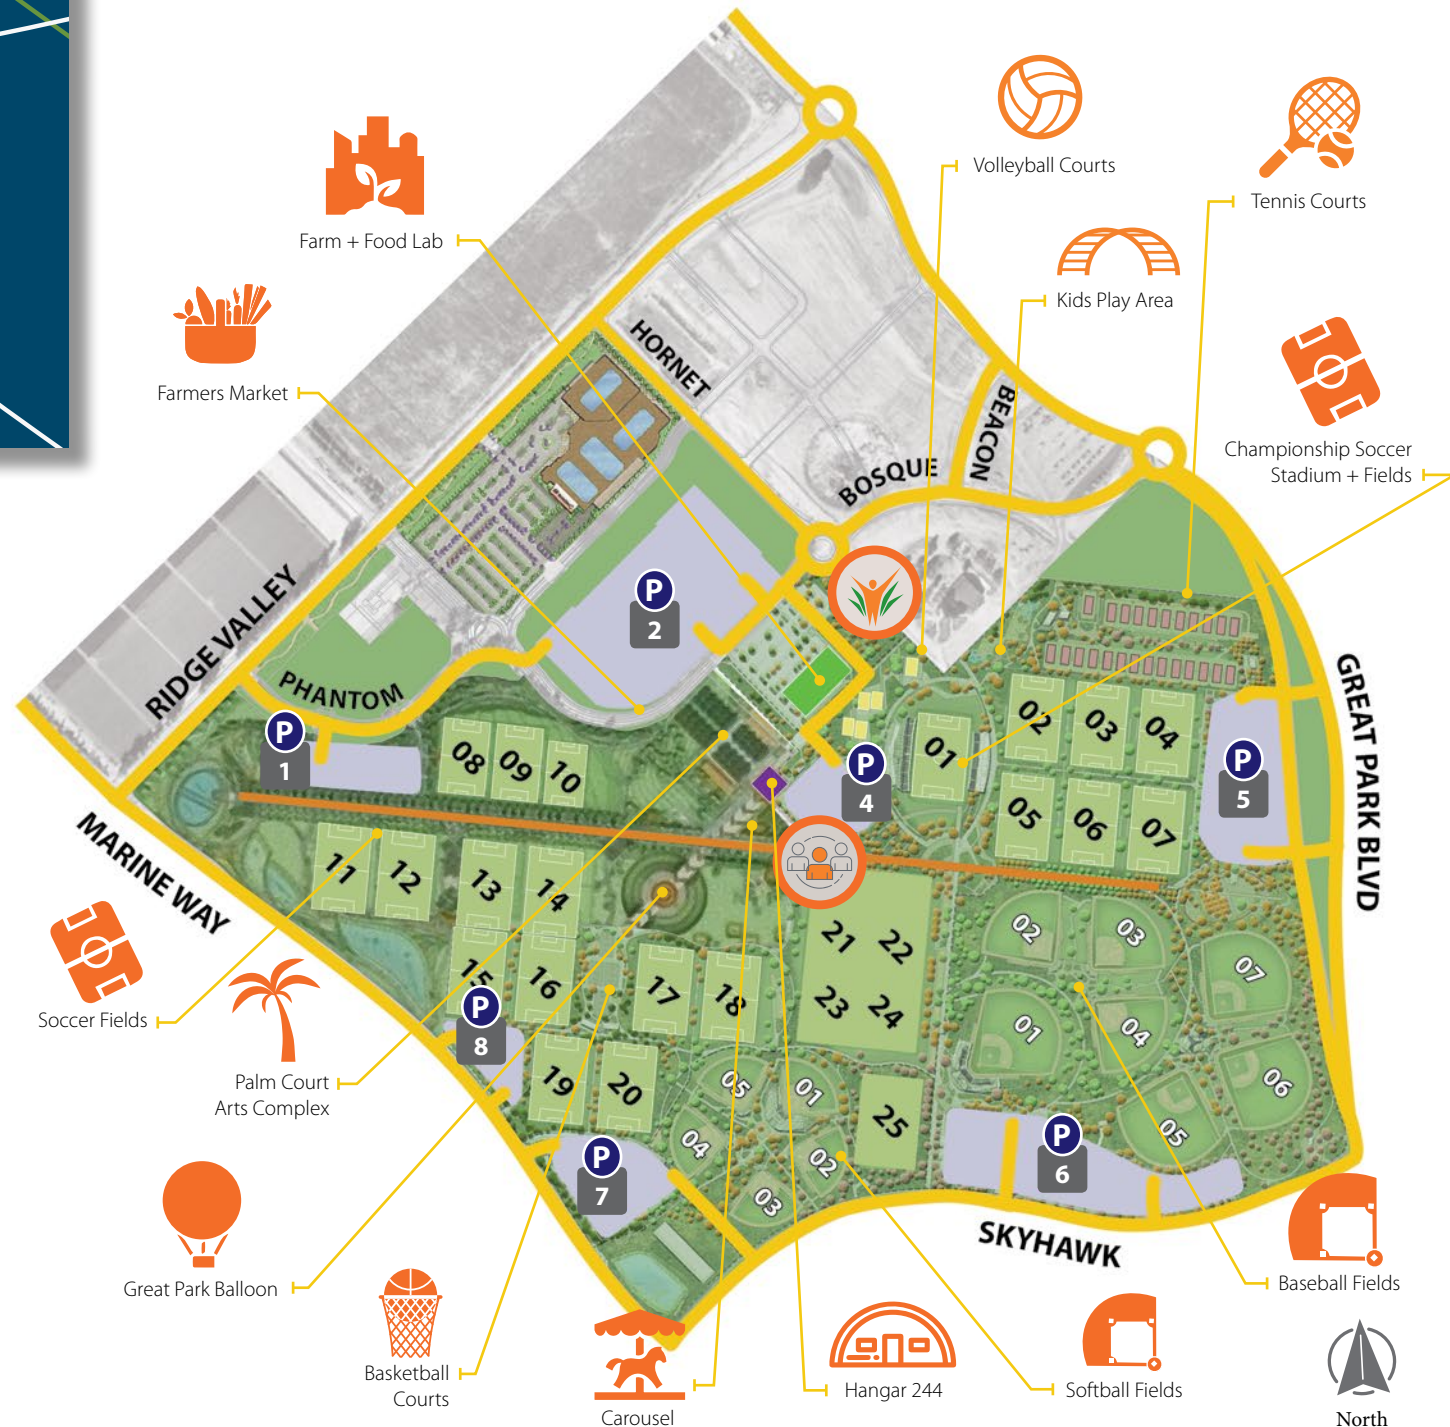 Volleyball Courts
Tennis Courts
Farm + Food Lab
Kids Play Area
HORNET
Farmers Market
BEACON
Championship Soccer
Stadium + Fields
BOSQUE
RIDGE VALLEY
P
2
PHANTOM
GREAT PARK BLVD
P
1
08
09
10
01
02
03
04
P
4
P
5
05
06
07
MARINE WAY
11
12
13
14
15
16
17
18
21
22
23
24
02
03
07
01
04
06
05
Soccer Fields
P
8
19
20
05
01
04
02
03
25
Palm Court
Arts Complex
P
7
P
6
SKYHAWK
Great Park Balloon
Baseball Fields
Basketball
Courts
Carousel
Hangar 244
Softball Fields
North